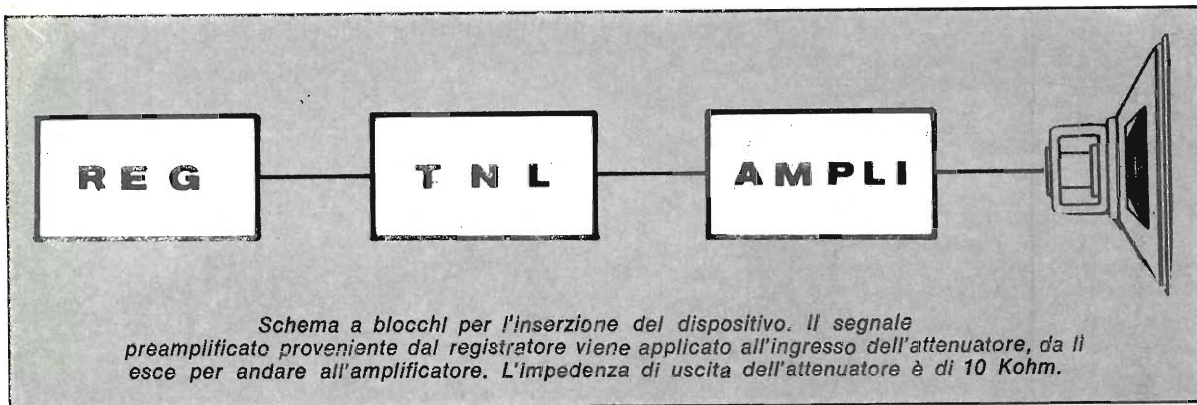 REG TNL AMPLI
Schema a blocchi per l'inserzione del dispositivo. Il segnale
preamplificato proveniente dal registratore viene applicato all'ingresso dell'attenuatore, da lì
esce per andare all'amplificatore. L'impedenza di uscita dell'attenuatore è di 10 Kohm.